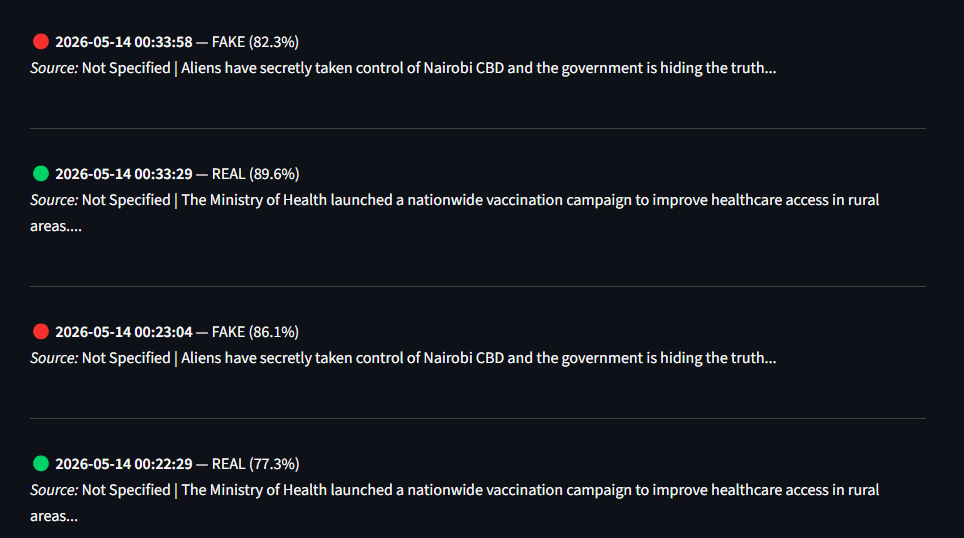 2026-05-14 00:33:58 — FAKE (82.3%)
Source: Not Specified | Aliens have secretly taken control of Nairobi CBD and the government is hiding the truth...
2026-05-14 00:33:29 — REAL (89.6%)
Source: Not Specified | The Ministry of Health launched a nationwide vaccination campaign to improve healthcare access in rural
areas....
2026-05-14 00:23:04 — FAKE (86.1%)
Source: Not Specified | Aliens have secretly taken control of Nairobi CBD and the government is hiding the truth...
2026-05-14 00:22:29 — REAL (77.3%)
Source: Not Specified | The Ministry of Health launched a nationwide vaccination campaign to improve healthcare access in rural
areas...